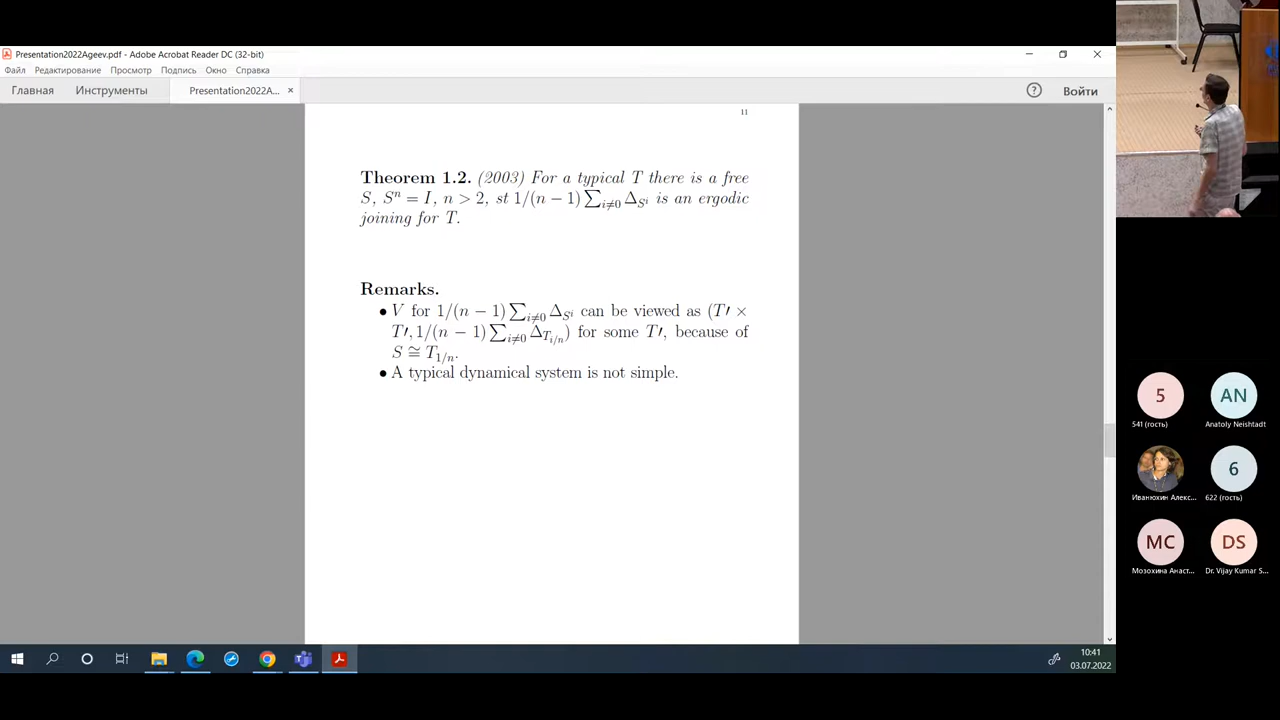 Presentation2022Ageev.pdf - Adobe Acrobat Reader DC (32-bit)
Файл Редактирование Просмотр Подпись Окно Справка
Главная Инструменты Presentation2022A... × Войти
11
Theorem 1.2. (2003) For a typical T there is a free
S, Sⁿ = I, n > 2, st 1/(n − 1) ∑_{i≠0} Δ_{Sⁱ} is an ergodic
joining for T.
Remarks.
• V for 1/(n − 1) ∑_{i≠0} Δ_{Sⁱ} can be viewed as (T′ ×
T′, 1/(n − 1) ∑_{i≠0} Δ_{T_{i/n}}) for some T′, because of
S ≅ T_{1/n}.
• A typical dynamical system is not simple.
5 AN
541 (гость) Anatoly Neishtadt
6
Иванюхин Алекс... 622 (гость)
МС DS
Мозохина Анаст... Dr. Vijay Kumar S...
10:41
03.07.2022